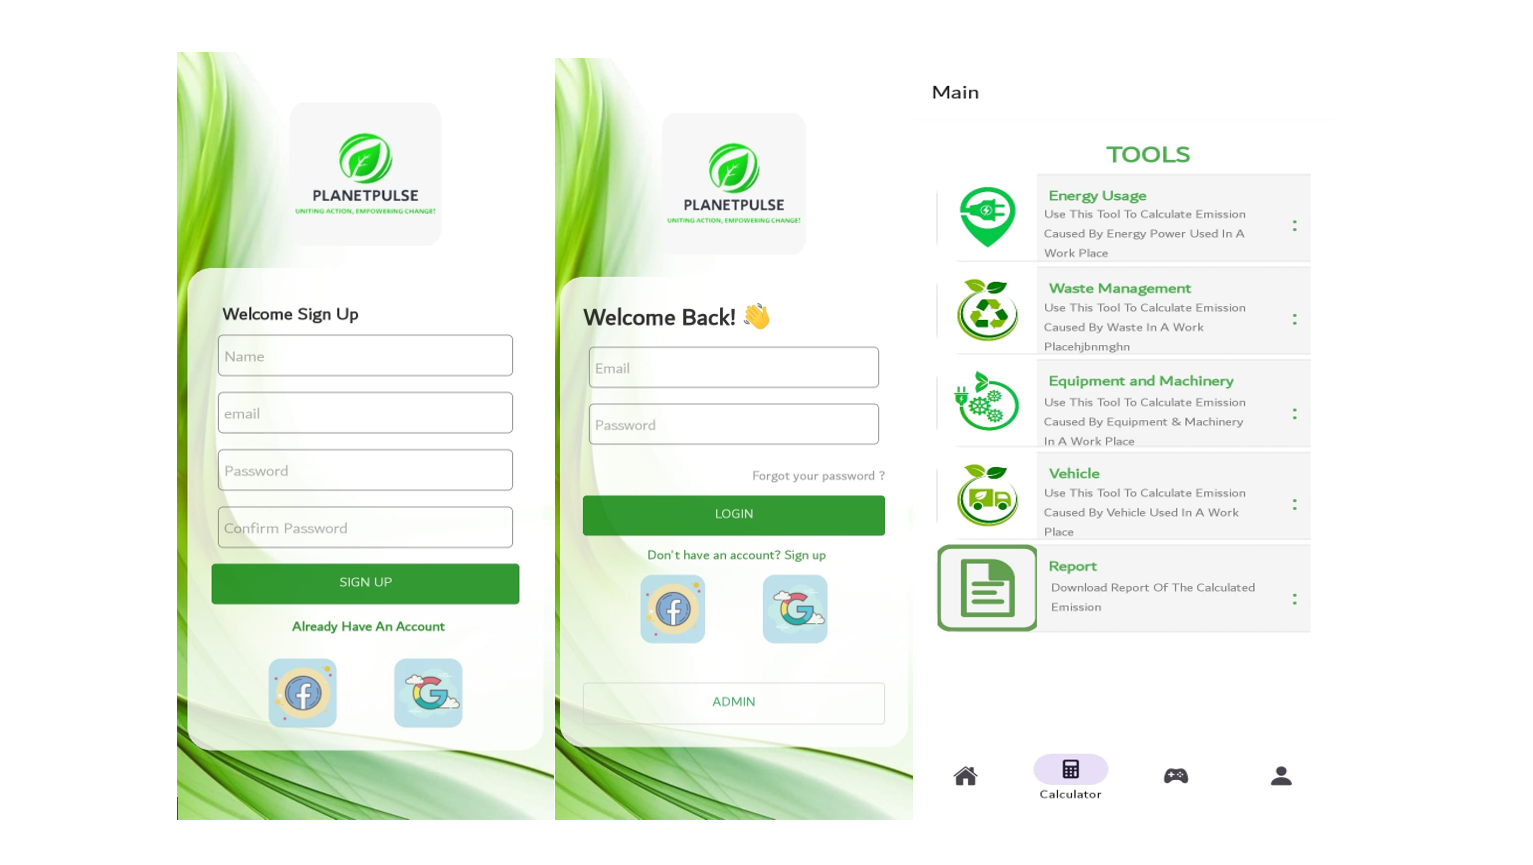 PLANETPULSE
UNITING ACTION, EMPOWERING CHANGE!
Welcome Sign Up
Name
email
Password
Confirm Password
SIGN UP
Already Have An Account
PLANETPULSE
UNITING ACTION, EMPOWERING CHANGE!
Welcome Back! 👋
Email
Password
Forgot your password ?
LOGIN
Don't have an account? Sign up
ADMIN
Main
TOOLS
Energy Usage
Use This Tool To Calculate Emission
Caused By Energy Power Used In A
Work Place
Waste Management
Use This Tool To Calculate Emission
Caused By Waste In A Work
Placehjbnmghn
Equipment and Machinery
Use This Tool To Calculate Emission
Caused By Equipment & Machinery
In A Work Place
Vehicle
Use This Tool To Calculate Emission
Caused By Vehicle Used In A Work
Place
Report
Download Report Of The Calculated
Emission
Calculator